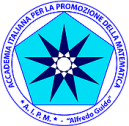 ACCADEMIA ITALIANA PER LA PROMOZIONE DELLA MATEMATICA
* A.I.P.M. * - "Alfredo Guido"